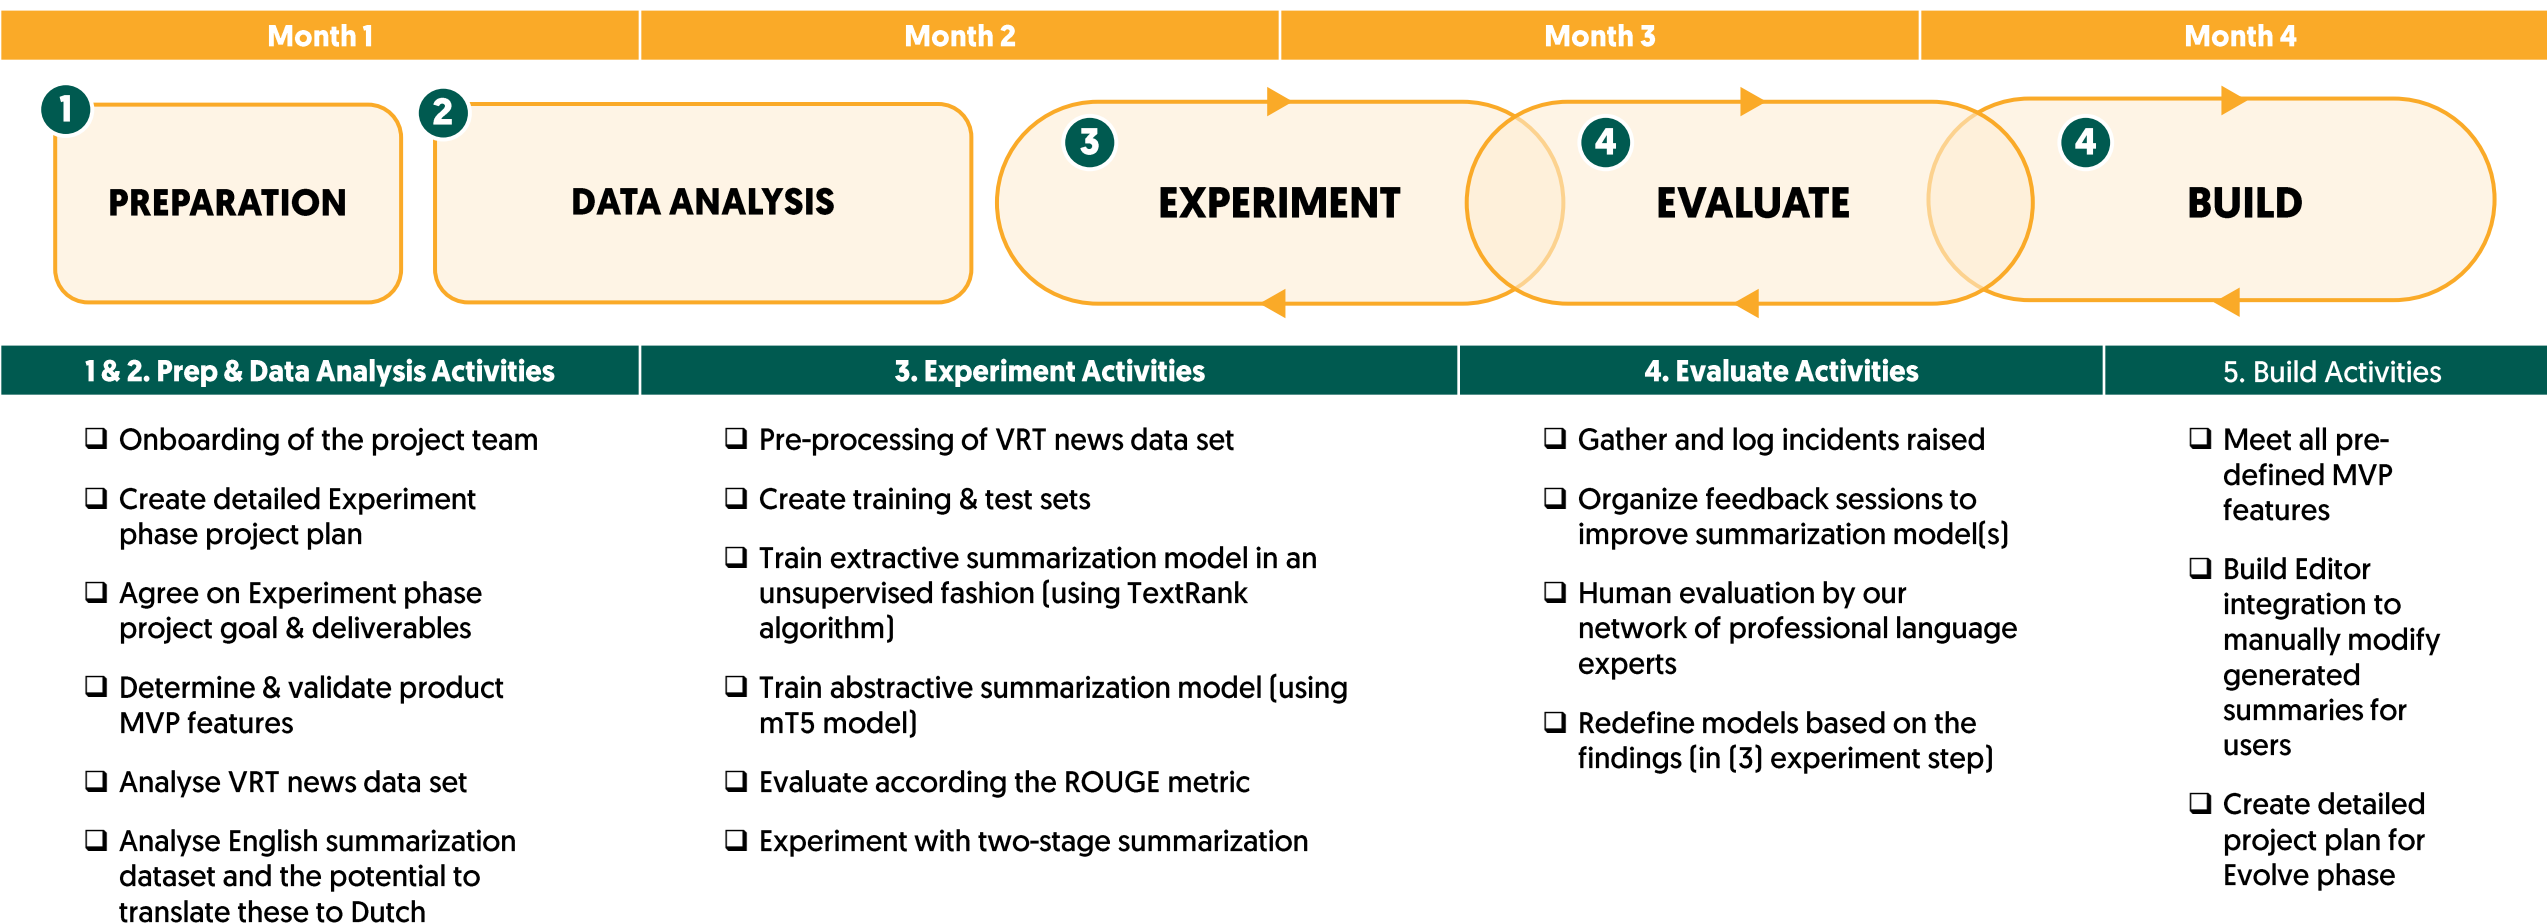 Month 1
Month 2
Month 3
Month 4
1
PREPARATION
2
DATA ANALYSIS
3
EXPERIMENT
4
EVALUATE
4
BUILD
1 & 2. Prep & Data Analysis Activities
Onboarding of the project team
Create detailed Experiment
phase project plan
Agree on Experiment phase
project goal & deliverables
Determine & validate product
MVP features
Analyse VRT news data set
Analyse English summarization
dataset and the potential to
translate these to Dutch
3. Experiment Activities
Pre-processing of VRT news data set
Create training & test sets
Train extractive summarization model in an
unsupervised fashion (using TextRank
algorithm)
Train abstractive summarization model (using
mT5 model)
Evaluate according the ROUGE metric
Experiment with two-stage summarization
4. Evaluate Activities
Gather and log incidents raised
Organize feedback sessions to
improve summarization model(s)
Human evaluation by our
network of professional language
experts
Redefine models based on the
findings (in (3) experiment step)
5. Build Activities
Meet all pre-
defined MVP
features
Build Editor
integration to
manually modify
generated
summaries for
users
Create detailed
project plan for
Evolve phase